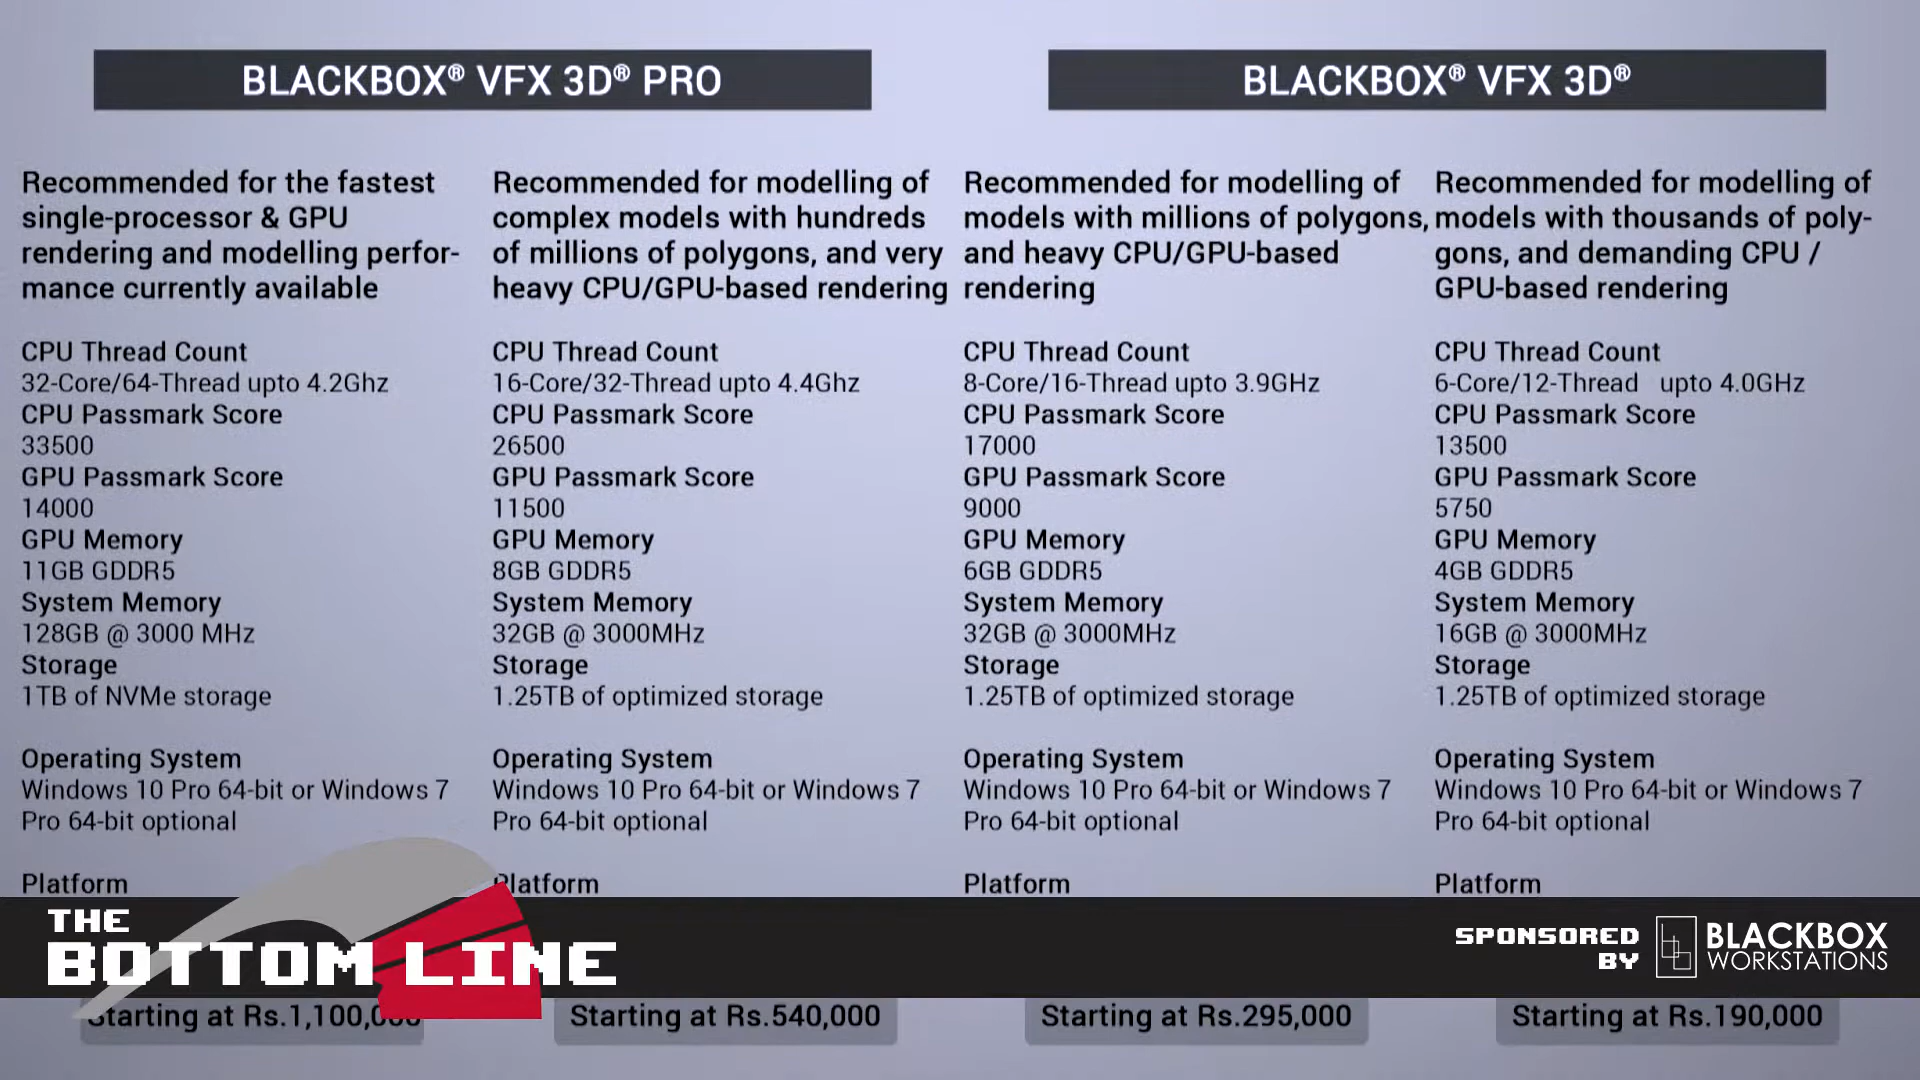 BLACKBOX® VFX 3D® PRO
Recommended for the fastest
single-processor & GPU
rendering and modelling perfor-
mance currently available
CPU Thread Count
32-Core/64-Thread upto 4.2Ghz
CPU Passmark Score
33500
GPU Passmark Score
14000
GPU Memory
11GB GDDR5
System Memory
128GB @ 3000 MHz
Storage
1TB of NVMe storage
Operating System
Windows 10 Pro 64-bit or Windows 7
Pro 64-bit optional
Platform
Starting at Rs.1,100,000
Recommended for modelling of
complex models with hundreds
of millions of polygons, and very
heavy CPU/GPU-based rendering
CPU Thread Count
16-Core/32-Thread upto 4.4Ghz
CPU Passmark Score
26500
GPU Passmark Score
11500
GPU Memory
8GB GDDR5
System Memory
32GB @ 3000MHz
Storage
1.25TB of optimized storage
Operating System
Windows 10 Pro 64-bit or Windows 7
Pro 64-bit optional
Platform
Starting at Rs.540,000
BLACKBOX® VFX 3D®
Recommended for modelling of
models with millions of polygons,
and heavy CPU/GPU-based
rendering
CPU Thread Count
8-Core/16-Thread upto 3.9GHz
CPU Passmark Score
17000
GPU Passmark Score
9000
GPU Memory
6GB GDDR5
System Memory
32GB @ 3000MHz
Storage
1.25TB of optimized storage
Operating System
Windows 10 Pro 64-bit or Windows 7
Pro 64-bit optional
Platform
Starting at Rs.295,000
Recommended for modelling of
models with thousands of poly-
gons, and demanding CPU /
GPU-based rendering
CPU Thread Count
6-Core/12-Thread upto 4.0GHz
CPU Passmark Score
13500
GPU Passmark Score
5750
GPU Memory
4GB GDDR5
System Memory
16GB @ 3000MHz
Storage
1.25TB of optimized storage
Operating System
Windows 10 Pro 64-bit or Windows 7
Pro 64-bit optional
Platform
Starting at Rs.190,000
THE
BOTTOM LINE
SPONSORED
BY
BLACKBOX
WORKSTATIONS